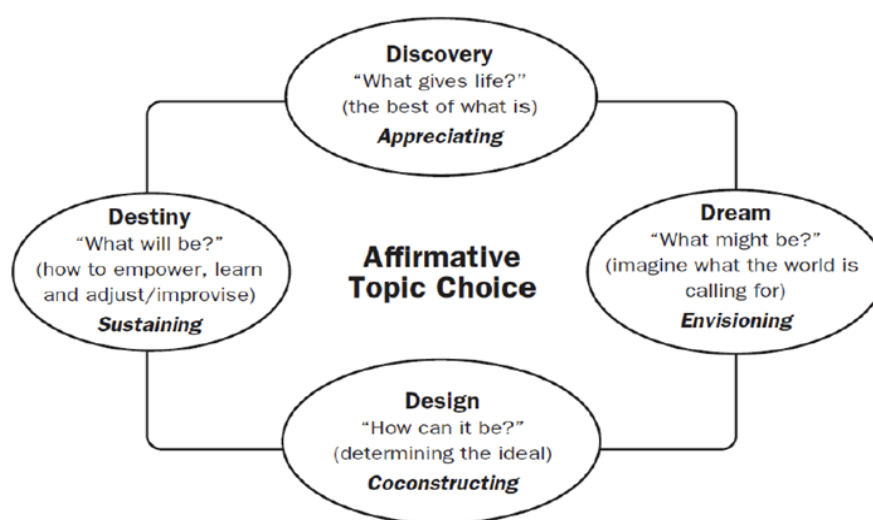 Discovery
“What gives life?”
(the best of what is)
Appreciating
Dream
“What might be?”
(imagine what the world is
calling for)
Envisioning
Affirmative
Topic Choice
Destiny
“What will be?”
(how to empower, learn
and adjust/improvise)
Sustaining
Design
“How can it be?”
(determining the ideal)
Coconstructing